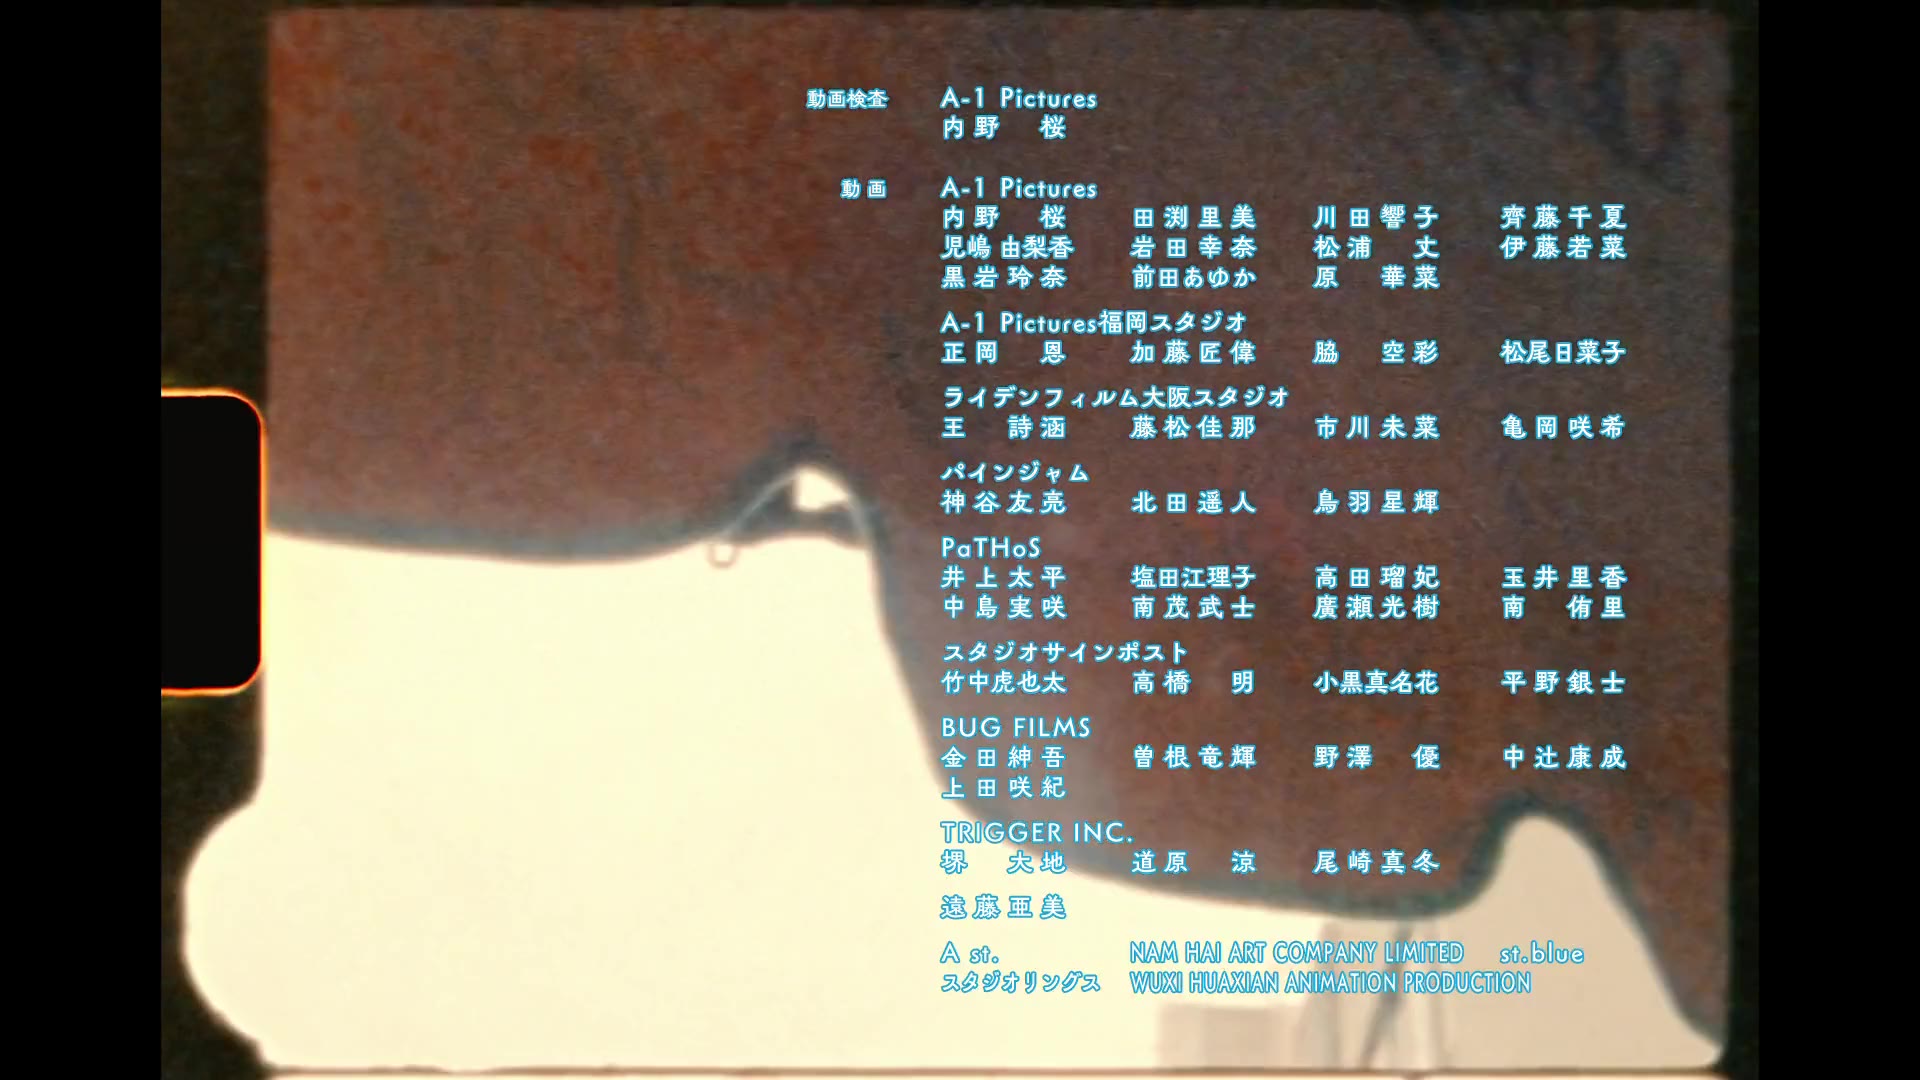 動画検査 A-1 Pictures
内野 桜
動画 A-1 Pictures
内野 桜 田渕里美 川田響子 齊藤千夏
児嶋由梨香 岩田幸奈 松浦 丈 伊藤若菜
黒岩玲奈 前田あゆか 原 華菜
A-1 Pictures福岡スタジオ
正岡 恩 加藤匠偉 脇 空彩 松尾日菜子
ライデンフィルム大阪スタジオ
王 詩涵 藤松佳那 市川未菜 亀岡咲希
パインジャム
神谷友亮 北田遥人 鳥羽星輝
PaTHoS
井上太平 塩田江理子 高田瑠妃 玉井里香
中島実咲 南茂武士 廣瀬光樹 南 侑里
スタジオサインポスト
竹中虎也太 高橋 明 小黒真名花 平野銀士
BUG FILMS
金田紳吾 曽根竜輝 野澤 優 中辻康成
上田咲紀
TRIGGER INC.
堺 大地 道原 涼 尾崎真冬
遠藤亜美
A st. NAM HAI ART COMPANY LIMITED st.blue
スタジオリングス WUXI HUAXIAN ANIMATION PRODUCTION